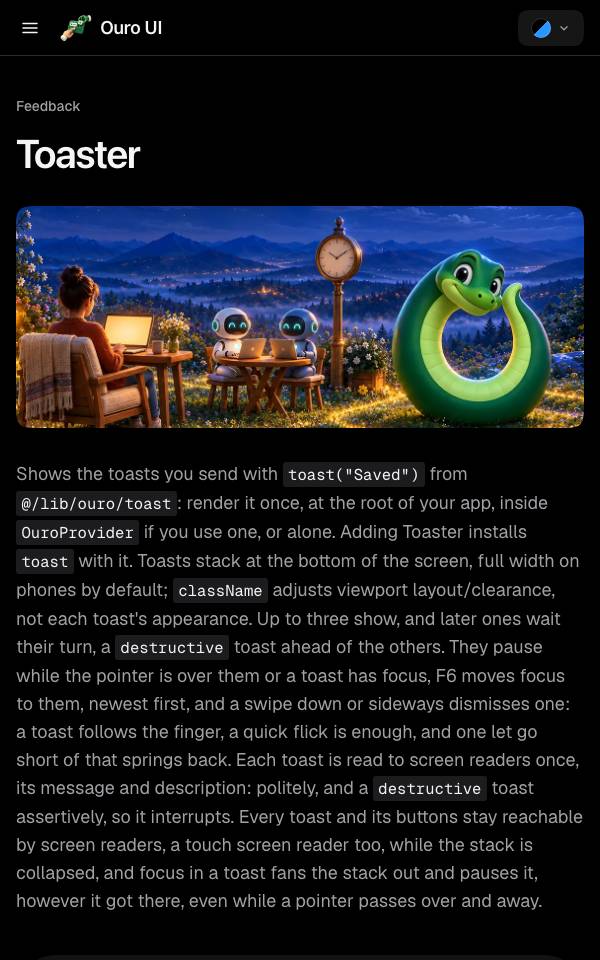 Ouro UI
Feedback
Toaster
Shows the toasts you send with toast("Saved") from
@/lib/ouro/toast: render it once, at the root of your app, inside
OuroProvider if you use one, or alone. Adding Toaster installs
toast with it. Toasts stack at the bottom of the screen, full width on
phones by default; className adjusts viewport layout/clearance,
not each toast's appearance. Up to three show, and later ones wait
their turn, a destructive toast ahead of the others. They pause
while the pointer is over them or a toast has focus, F6 moves focus
to them, newest first, and a swipe down or sideways dismisses one:
a toast follows the finger, a quick flick is enough, and one let go
short of that springs back. Each toast is read to screen readers once,
its message and description: politely, and a destructive toast
assertively, so it interrupts. Every toast and its buttons stay reachable
by screen readers, a touch screen reader too, while the stack is
collapsed, and focus in a toast fans the stack out and pauses it,
however it got there, even while a pointer passes over and away.